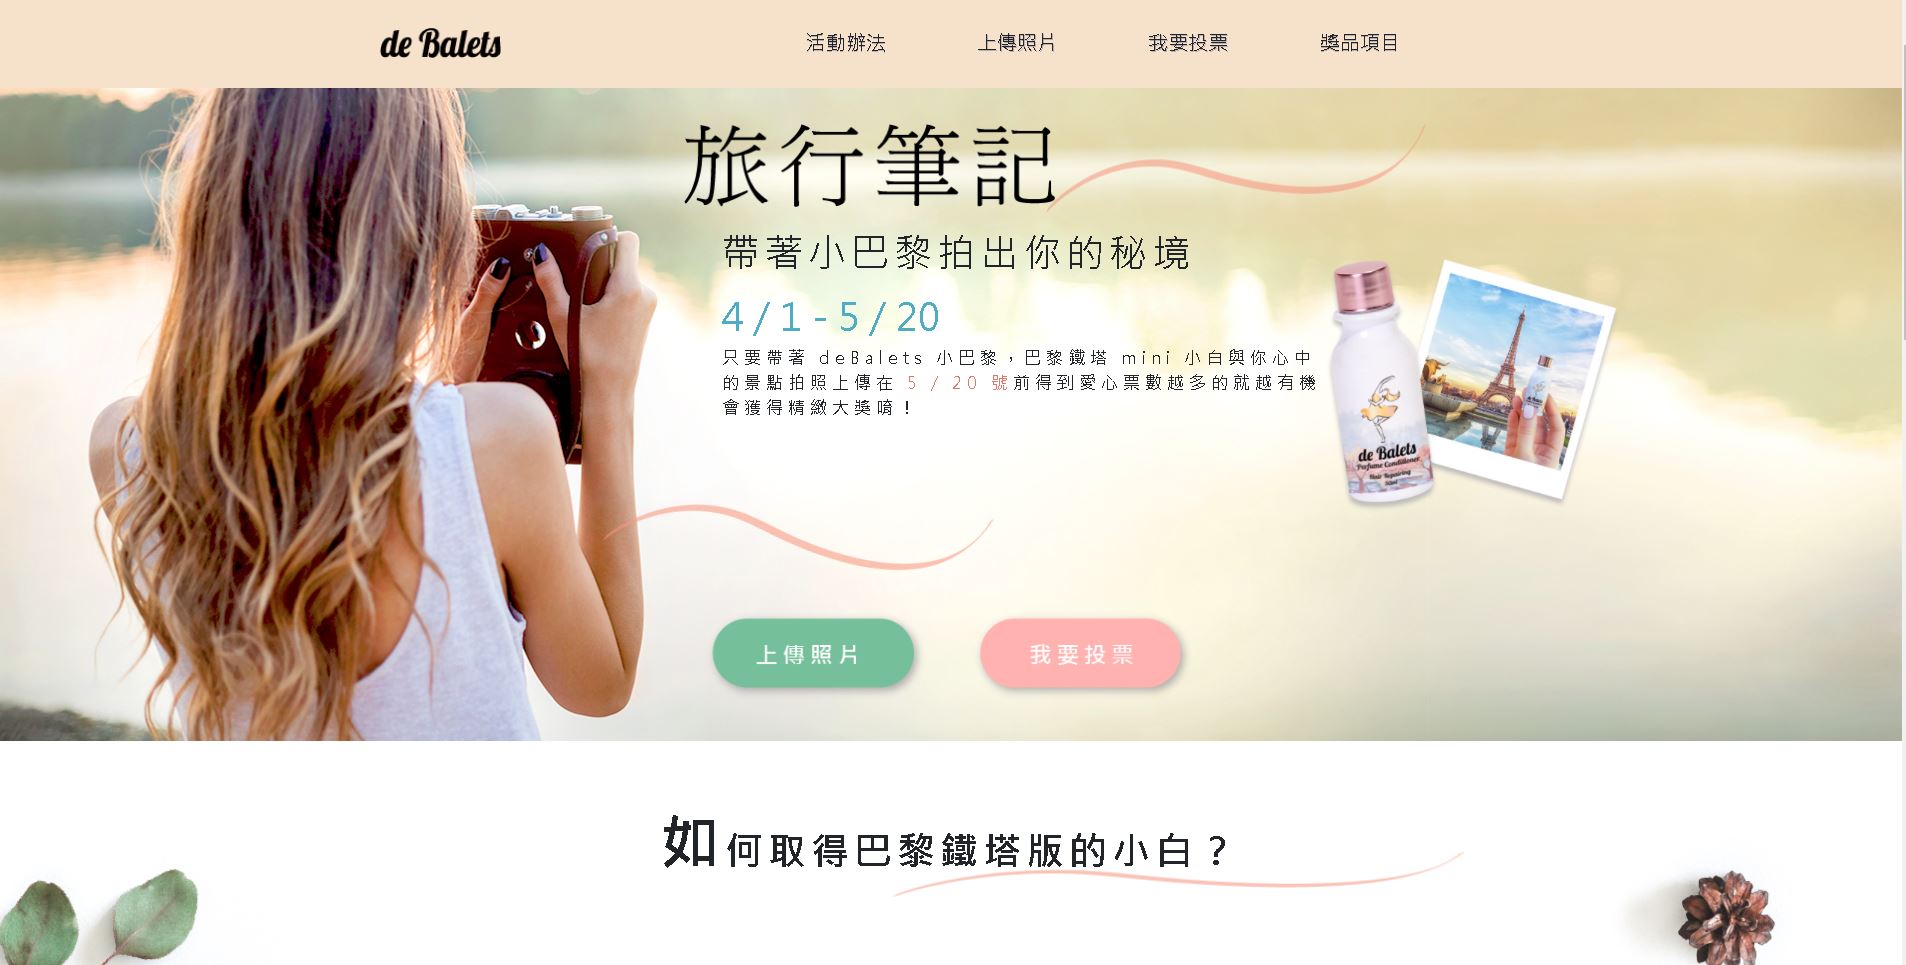 de Balets
活動辦法
上傳照片
我要投票
獎品項目
旅行筆記
帶著小巴黎拍出你的秘境
4 / 1 - 5 / 20
只要帶著 deBalets 小巴黎，巴黎鐵塔 mini 小白與你心中
的景點拍照上傳在 5 / 20 號前得到愛心票數越多的就越有機
會獲得精緻大獎唷！
de Balets
Perfume Conditioner
Hair Repairing
50ml
de Balets
上傳照片
我要投票
如何取得巴黎鐵塔版的小白？